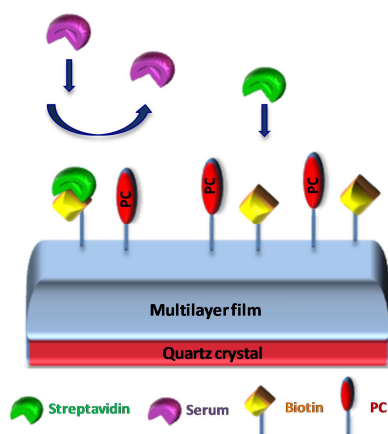 PC
PC
PC
Multilayer film
Quartz crystal
Streptavidin Serum Biotin PC